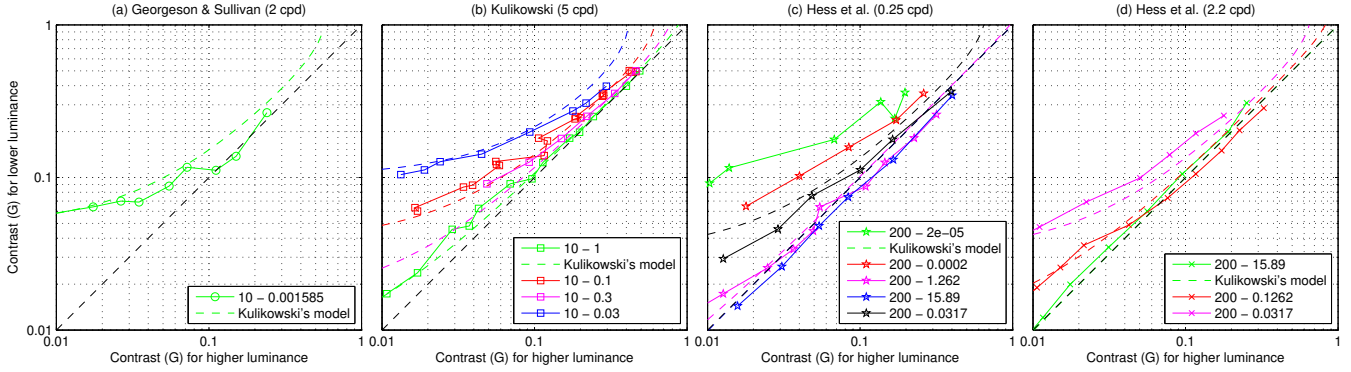 (a) Georgeson & Sullivan (2 cpd)
Contrast (G) for lower luminance
1
0.1
0.01
0.01
0.1
1
Contrast (G) for higher luminance
10 − 0.001585
Kulikowski's model
(b) Kulikowski (5 cpd)
0.01
0.1
1
Contrast (G) for higher luminance
10 − 1
Kulikowski's model
10 − 0.1
10 − 0.3
10 − 0.03
(c) Hess et al. (0.25 cpd)
0.01
0.1
1
Contrast (G) for higher luminance
200 − 2e−05
Kulikowski's model
200 − 0.0002
200 − 1.262
200 − 15.89
200 − 0.0317
(d) Hess et al. (2.2 cpd)
0.01
0.1
1
Contrast (G) for higher luminance
200 − 15.89
Kulikowski's model
200 − 0.1262
200 − 0.0317